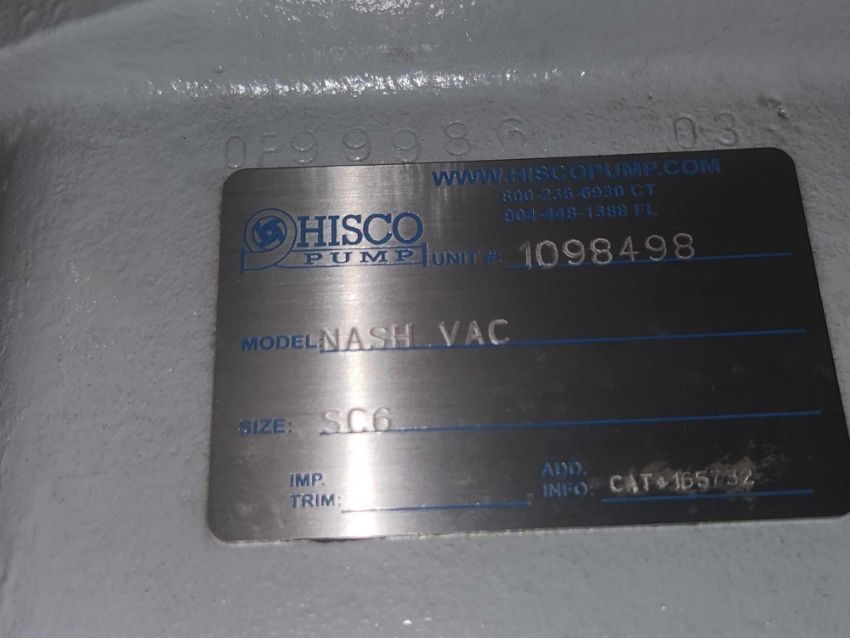 0F99986 03
WWW.HISCOPUMP.COM
800-236-6930 CT
904-448-1388 FL
HISCO
PUMP
UNIT #: 1098498
MODEL: NASH VAC
SIZE: SC6
IMP.
TRIM:
ADD.
INFO. CAT+165732